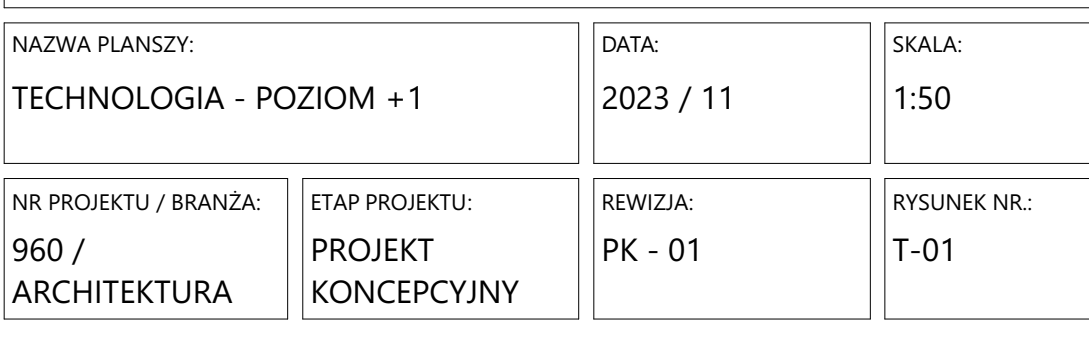 NAZWA PLANSZY:
TECHNOLOGIA - POZIOM +1
DATA:
2023 / 11
SKALA:
1:50
NR PROJEKTU / BRANŻA:
960 /
ARCHITEKTURA
ETAP PROJEKTU:
PROJEKT
KONCEPCYJNY
REWIZJA:
PK - 01
RYSUNEK NR.:
T-01